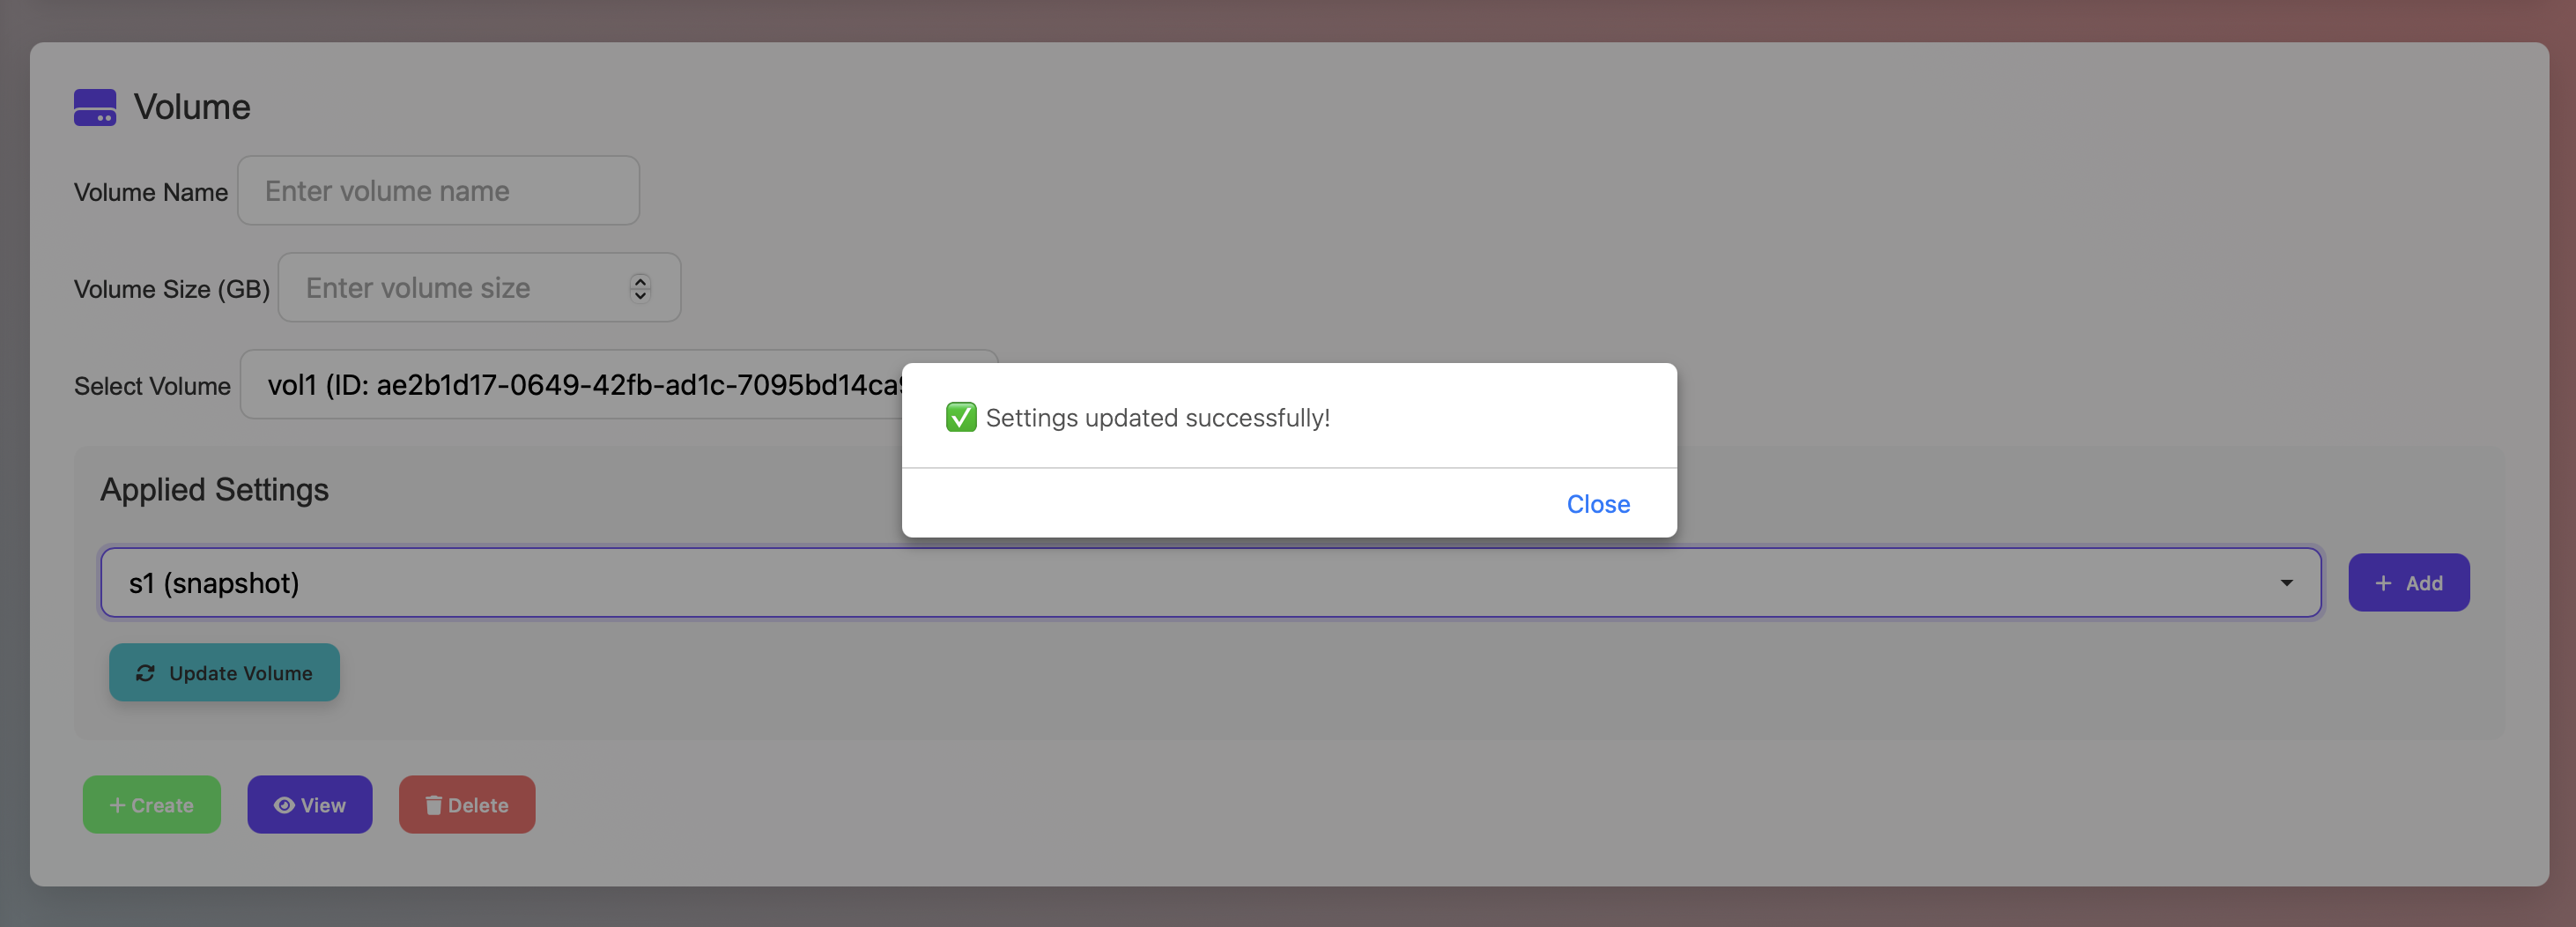 Volume
Volume Name Enter volume name
Volume Size (GB) Enter volume size
Select Volume vol1 (ID: ae2b1d17-0649-42fb-ad1c-7095bd14ca
✅ Settings updated successfully!
Close
Applied Settings
s1 (snapshot)
+ Add
Update Volume
+ Create View Delete